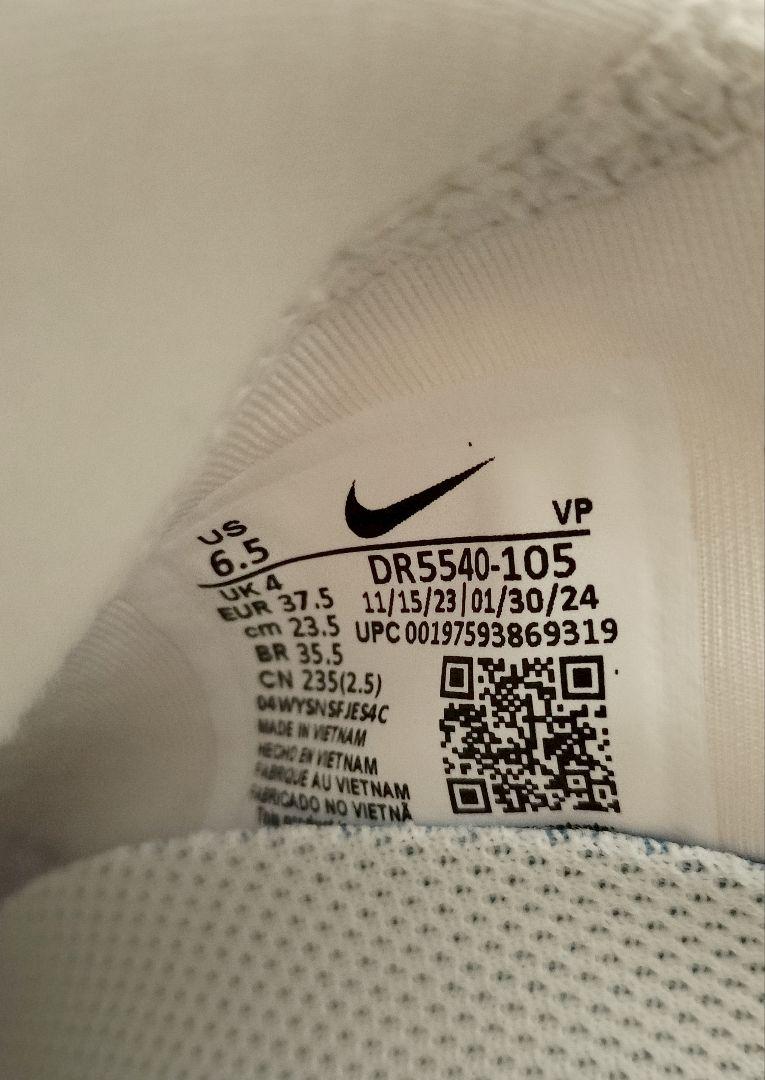 US
6.5
VP
UK 4
EUR 37.5
cm 23.5
BR 35.5
CN 235(2.5)
04WYSNSFJES4C
MADE IN VIETNAM
HECHO EN VIETNAM
FABRIQUE AU VIETNAM
FABRICADO NO VIETNÃ
DR5540-105
11/15/23|01/30/24
UPC 00197593869319